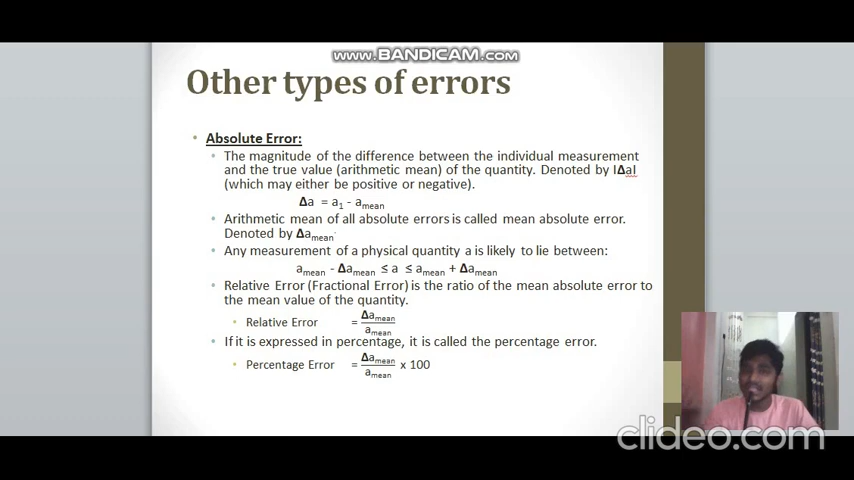 www.BANDICAM.com
Other types of errors
• Absolute Error:
• The magnitude of the difference between the individual measurement
and the true value (arithmetic mean) of the quantity. Denoted by IΔaI
(which may either be positive or negative).
Δa = a₁ - aₘₑₐₙ
• Arithmetic mean of all absolute errors is called mean absolute error.
Denoted by Δaₘₑₐₙ
• Any measurement of a physical quantity a is likely to lie between:
aₘₑₐₙ - Δaₘₑₐₙ ≤ a ≤ aₘₑₐₙ + Δaₘₑₐₙ
• Relative Error (Fractional Error) is the ratio of the mean absolute error to
the mean value of the quantity.
• Relative Error = Δaₘₑₐₙ / aₘₑₐₙ
• If it is expressed in percentage, it is called the percentage error.
• Percentage Error = Δaₘₑₐₙ / aₘₑₐₙ x 100
clideo.com